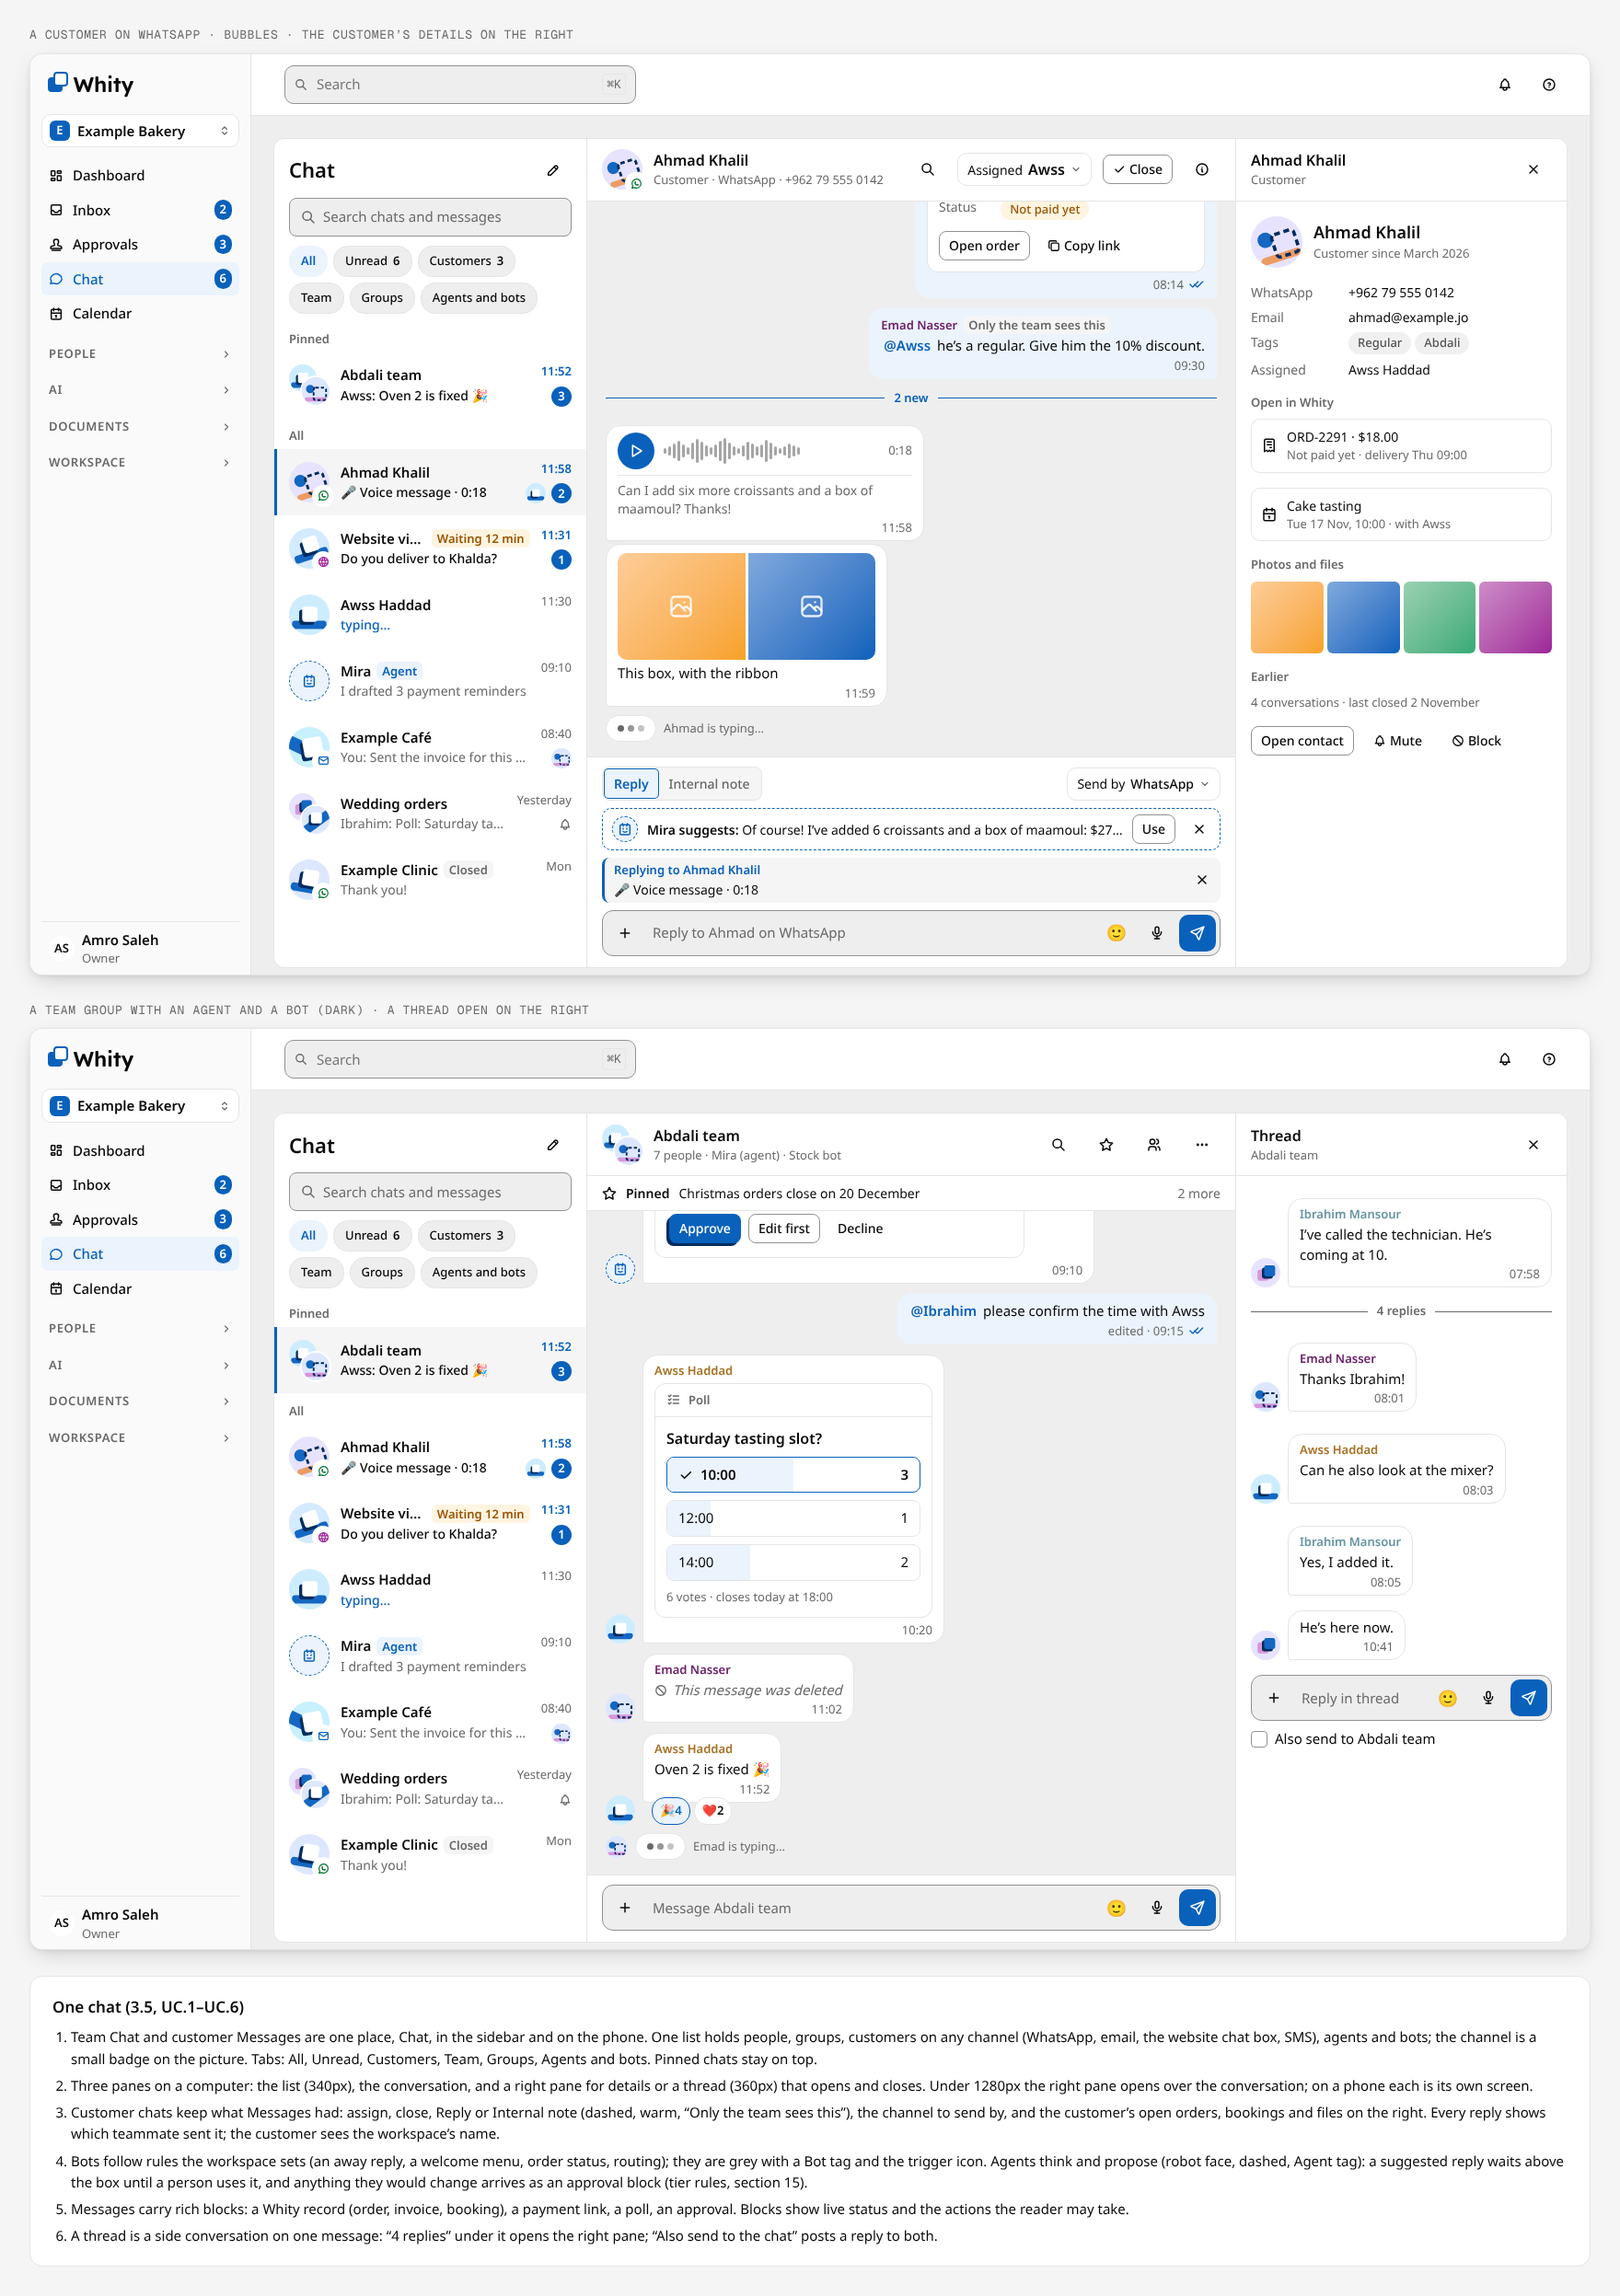 A CUSTOMER ON WHATSAPP · BUBBLES · THE CUSTOMER'S DETAILS ON THE RIGHT
Whity
Search
⌘K
E Example Bakery
Dashboard
Inbox 2
Approvals 3
Chat 6
Calendar
PEOPLE
AI
DOCUMENTS
WORKSPACE
AS Amro Saleh
Owner
Chat
Search chats and messages
All Unread 6 Customers 3
Team Groups Agents and bots
Pinned
Abdali team 11:52
Awss: Oven 2 is fixed 🎉 3
All
Ahmad Khalil 11:58
🎤 Voice message · 0:18 2
Website vi... Waiting 12 min 11:31
Do you deliver to Khalda? 1
Awss Haddad 11:30
typing...
Mira Agent 09:10
I drafted 3 payment reminders
Example Café 08:40
You: Sent the invoice for this ...
Wedding orders Yesterday
Ibrahim: Poll: Saturday ta...
Example Clinic Closed Mon
Thank you!
Ahmad Khalil
Customer · WhatsApp · +962 79 555 0142
Assigned Awss
Close
Status Not paid yet
Open order Copy link
08:14
Emad Nasser Only the team sees this
@Awss he's a regular. Give him the 10% discount.
09:30
2 new
0:18
Can I add six more croissants and a box of
maamoul? Thanks!
11:58
This box, with the ribbon
11:59
Ahmad is typing...
Reply Internal note Send by WhatsApp
Mira suggests: Of course! I've added 6 croissants and a box of maamoul: $27... Use
Replying to Ahmad Khalil
🎤 Voice message · 0:18
Reply to Ahmad on WhatsApp
Ahmad Khalil
Customer
Ahmad Khalil
Customer since March 2026
WhatsApp +962 79 555 0142
Email ahmad@example.jo
Tags Regular Abdali
Assigned Awss Haddad
Open in Whity
ORD-2291 · $18.00
Not paid yet · delivery Thu 09:00
Cake tasting
Tue 17 Nov, 10:00 · with Awss
Photos and files
Earlier
4 conversations · last closed 2 November
Open contact Mute Block
A TEAM GROUP WITH AN AGENT AND A BOT (DARK) · A THREAD OPEN ON THE RIGHT
Whity
Search
⌘K
E Example Bakery
Dashboard
Inbox 2
Approvals 3
Chat 6
Calendar
PEOPLE
AI
DOCUMENTS
WORKSPACE
AS Amro Saleh
Owner
Chat
Search chats and messages
All Unread 6 Customers 3
Team Groups Agents and bots
Pinned
Abdali team 11:52
Awss: Oven 2 is fixed 🎉 3
All
Ahmad Khalil 11:58
🎤 Voice message · 0:18 2
Website vi... Waiting 12 min 11:31
Do you deliver to Khalda? 1
Awss Haddad 11:30
typing...
Mira Agent 09:10
I drafted 3 payment reminders
Example Café 08:40
You: Sent the invoice for this ...
Wedding orders Yesterday
Ibrahim: Poll: Saturday ta...
Example Clinic Closed Mon
Thank you!
Abdali team
7 people · Mira (agent) · Stock bot
Pinned Christmas orders close on 20 December 2 more
Approve Edit first Decline
09:10
@Ibrahim please confirm the time with Awss
edited · 09:15
Awss Haddad
Poll
Saturday tasting slot?
10:00 3
12:00 1
14:00 2
6 votes · closes today at 18:00
10:20
Emad Nasser
This message was deleted
11:02
Awss Haddad
Oven 2 is fixed 🎉
11:52
🎉4 ❤️2
Emad is typing...
Message Abdali team
Thread
Abdali team
Ibrahim Mansour
I've called the technician. He's
coming at 10.
07:58
4 replies
Emad Nasser
Thanks Ibrahim!
08:01
Awss Haddad
Can he also look at the mixer?
08:03
Ibrahim Mansour
Yes, I added it.
08:05
He's here now.
10:41
Reply in thread
Also send to Abdali team
One chat (3.5, UC.1–UC.6)
1. Team Chat and customer Messages are one place, Chat, in the sidebar and on the phone. One list holds people, groups, customers on any channel (WhatsApp, email, the website chat box, SMS), agents and bots; the channel is a
small badge on the picture. Tabs: All, Unread, Customers, Team, Groups, Agents and bots. Pinned chats stay on top.
2. Three panes on a computer: the list (340px), the conversation, and a right pane for details or a thread (360px) that opens and closes. Under 1280px the right pane opens over the conversation; on a phone each is its own screen.
3. Customer chats keep what Messages had: assign, close, Reply or Internal note (dashed, warm, “Only the team sees this”), the channel to send by, and the customer's open orders, bookings and files on the right. Every reply shows
which teammate sent it; the customer sees the workspace's name.
4. Bots follow rules the workspace sets (an away reply, a welcome menu, order status, routing); they are grey with a Bot tag and the trigger icon. Agents think and propose (robot face, dashed, Agent tag): a suggested reply waits above
the box until a person uses it, and anything they would change arrives as an approval block (tier rules, section 15).
5. Messages carry rich blocks: a Whity record (order, invoice, booking), a payment link, a poll, an approval. Blocks show live status and the actions the reader may take.
6. A thread is a side conversation on one message: “4 replies” under it opens the right pane; “Also send to the chat” posts a reply to both.